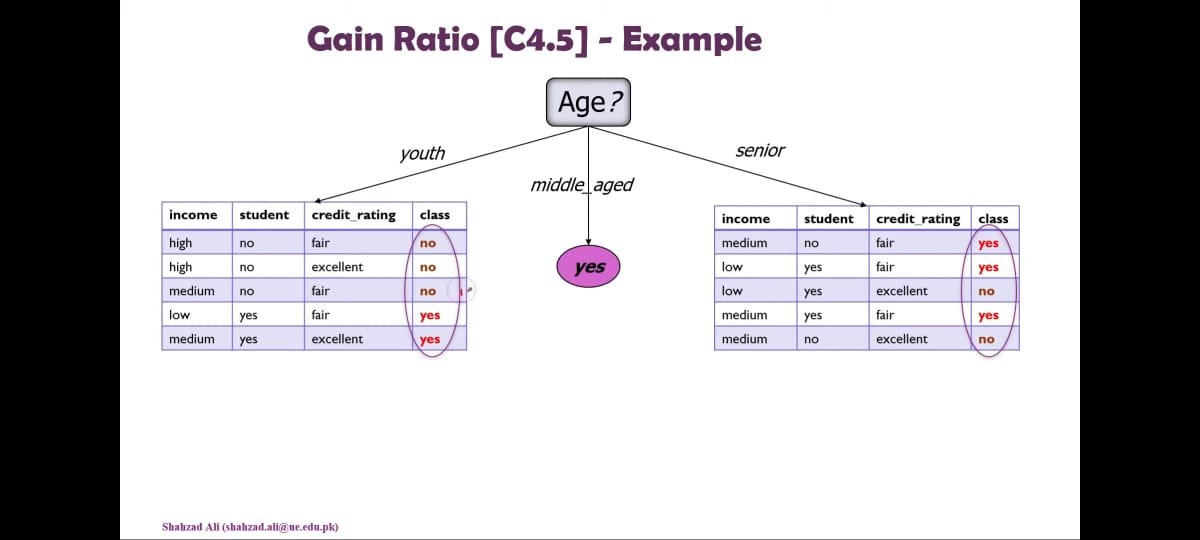 Gain Ratio [C4.5] - Example
Age?
youth
senior
middle_aged
yes
income student credit_rating class
high no fair no
high no excellent no
medium no fair no
low yes fair yes
medium yes excellent yes
income student credit_rating class
medium no fair yes
low yes fair yes
low yes excellent no
medium yes fair yes
medium no excellent no
Shahzad Ali (shahzad.ali@ue.edu.pk)